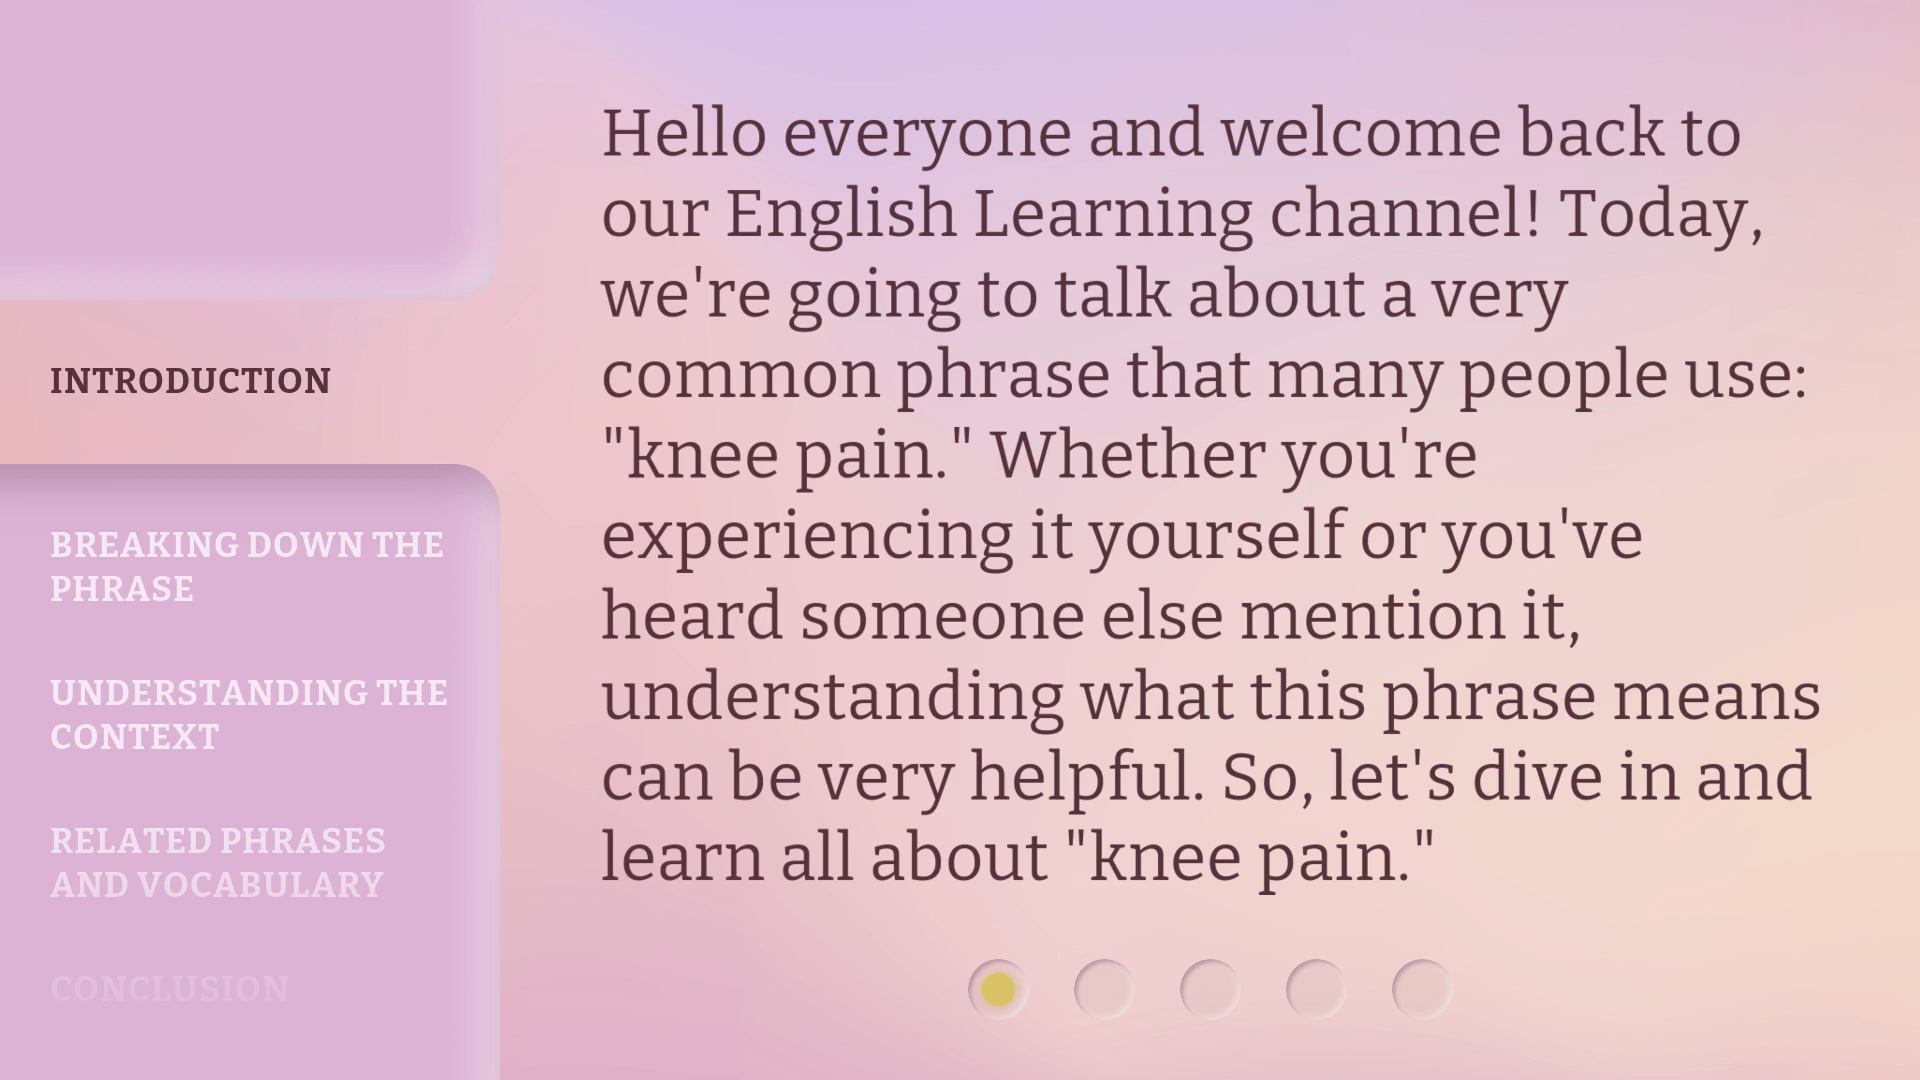 INTRODUCTION
BREAKING DOWN THE
PHRASE
UNDERSTANDING THE
CONTEXT
RELATED PHRASES
AND VOCABULARY
CONCLUSION
Hello everyone and welcome back to
our English Learning channel! Today,
we're going to talk about a very
common phrase that many people use:
"knee pain." Whether you're
experiencing it yourself or you've
heard someone else mention it,
understanding what this phrase means
can be very helpful. So, let's dive in and
learn all about "knee pain."